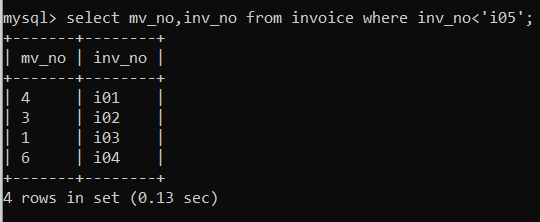 mysql> select mv_no,inv_no from invoice where inv_no<'i05';
+-------+--------+
| mv_no | inv_no |
+-------+--------+
| 4     | i01    |
| 3     | i02    |
| 1     | i03    |
| 6     | i04    |
+-------+--------+
4 rows in set (0.13 sec)